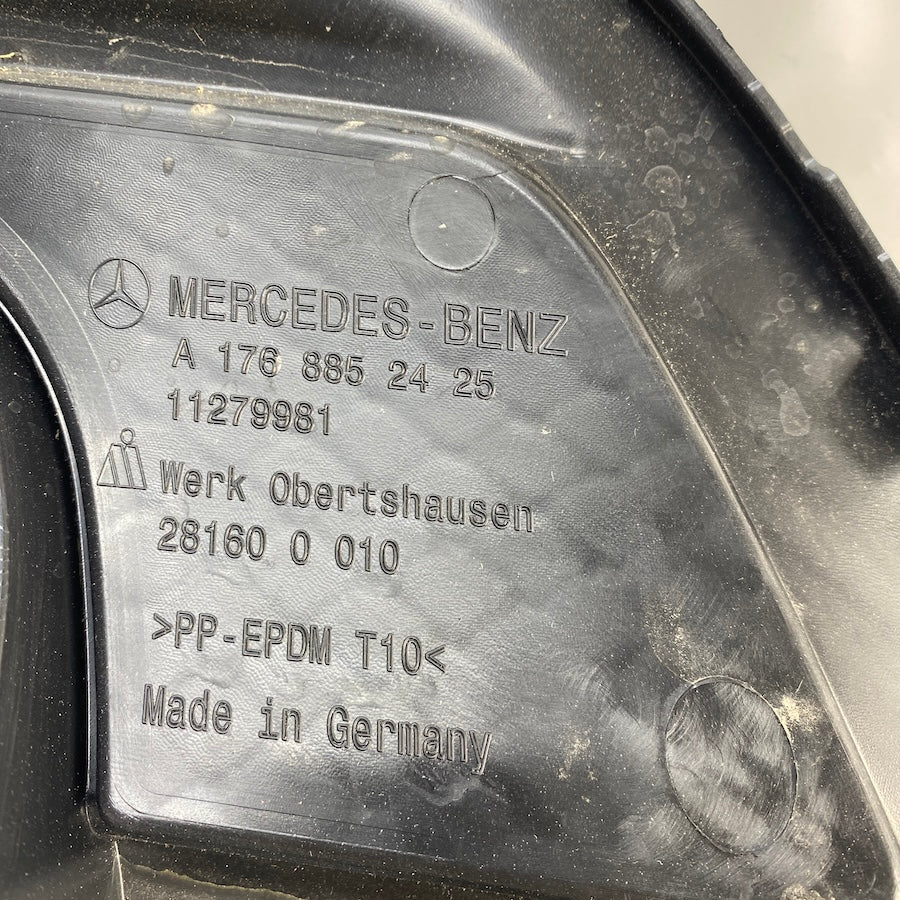 MERCEDES-BENZ
A 176 885 24 25
11279981
Werk Obertshausen
28160 0 010
>PP-EPDM T10<
Made in Germany